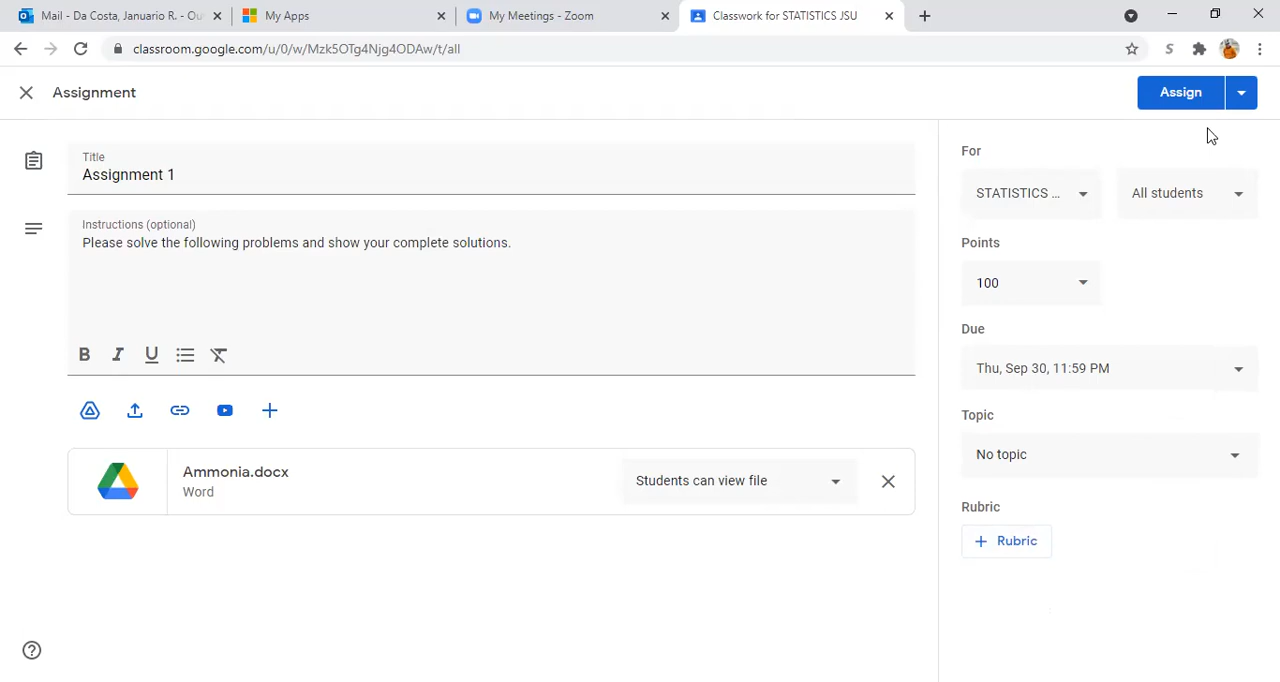 Mail - Da Costa, Januario R. - Ou
My Apps
My Meetings - Zoom
Classwork for STATISTICS JSU
classroom.google.com/u/0/w/Mzk5OTg4Njg4ODAw/t/all
S
Assignment
Assign
Title
Assignment 1
Instructions (optional)
Please solve the following problems and show your complete solutions.
B I U
Ammonia.docx
Word
Students can view file
For
STATISTICS ...
All students
Points
100
Due
Thu, Sep 30, 11:59 PM
Topic
No topic
Rubric
+ Rubric